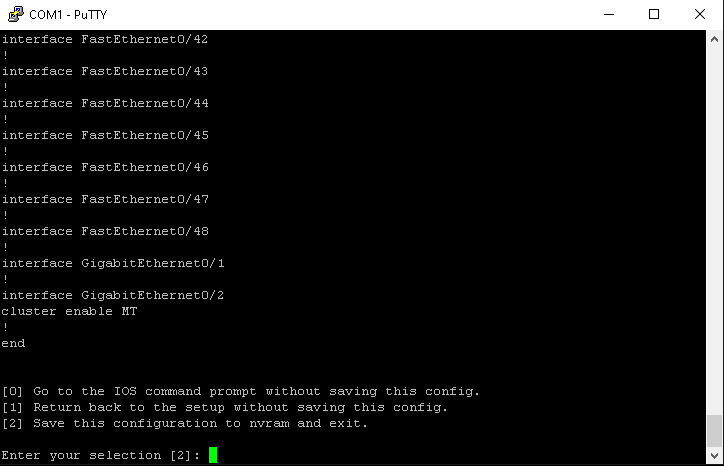 COM1 - PuTTY
interface FastEthernet0/42
!
interface FastEthernet0/43
!
interface FastEthernet0/44
!
interface FastEthernet0/45
!
interface FastEthernet0/46
!
interface FastEthernet0/47
!
interface FastEthernet0/48
!
interface GigabitEthernet0/1
!
interface GigabitEthernet0/2
cluster enable MT
!
end
[0] Go to the IOS command prompt without saving this config.
[1] Return back to the setup without saving this config.
[2] Save this configuration to nvram and exit.
Enter your selection [2]: